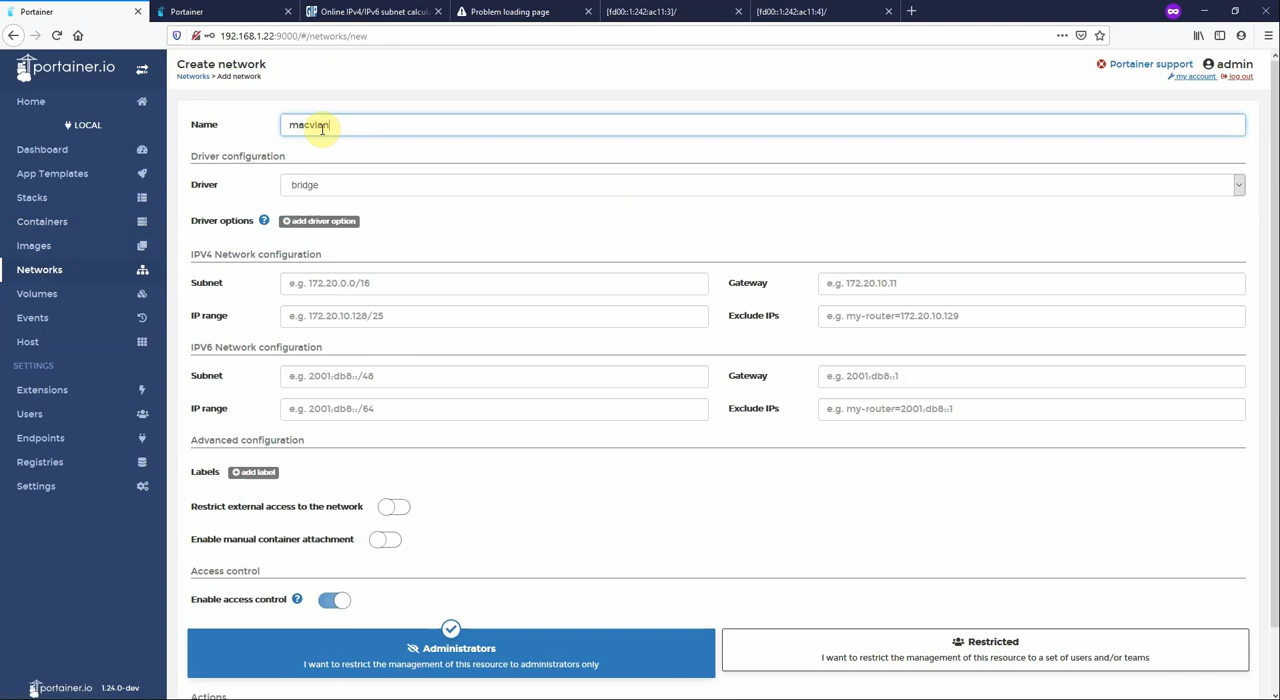 Portainer
Portainer
Online IPv4/IPv6 subnet calcul
Problem loading page
[fd00::1:242:ac11:3]/
[fd00::1:242:ac11:4]/
192.168.1.22:9000/#/networks/new
portainer.io
Create network
Networks > Add network
Portainer support
admin
my account
log out
Home
LOCAL
Dashboard
App Templates
Stacks
Containers
Images
Networks
Volumes
Events
Host
SETTINGS
Extensions
Users
Endpoints
Registries
Settings
portainer.io 1.24.0-dev
Name
macvlan
Driver configuration
Driver
bridge
Driver options
add driver option
IPV4 Network configuration
Subnet
e.g. 172.20.0.0/16
Gateway
e.g. 172.20.10.11
IP range
e.g. 172.20.10.128/25
Exclude IPs
e.g. my-router=172.20.10.129
IPV6 Network configuration
Subnet
e.g. 2001:db8::/48
Gateway
e.g. 2001:db8::1
IP range
e.g. 2001:db8::/64
Exclude IPs
e.g. my-router=2001:db8::1
Advanced configuration
Labels
add label
Restrict external access to the network
Enable manual container attachment
Access control
Enable access control
Administrators
I want to restrict the management of this resource to administrators only
Restricted
I want to restrict the management of this resource to a set of users and/or teams
Actions